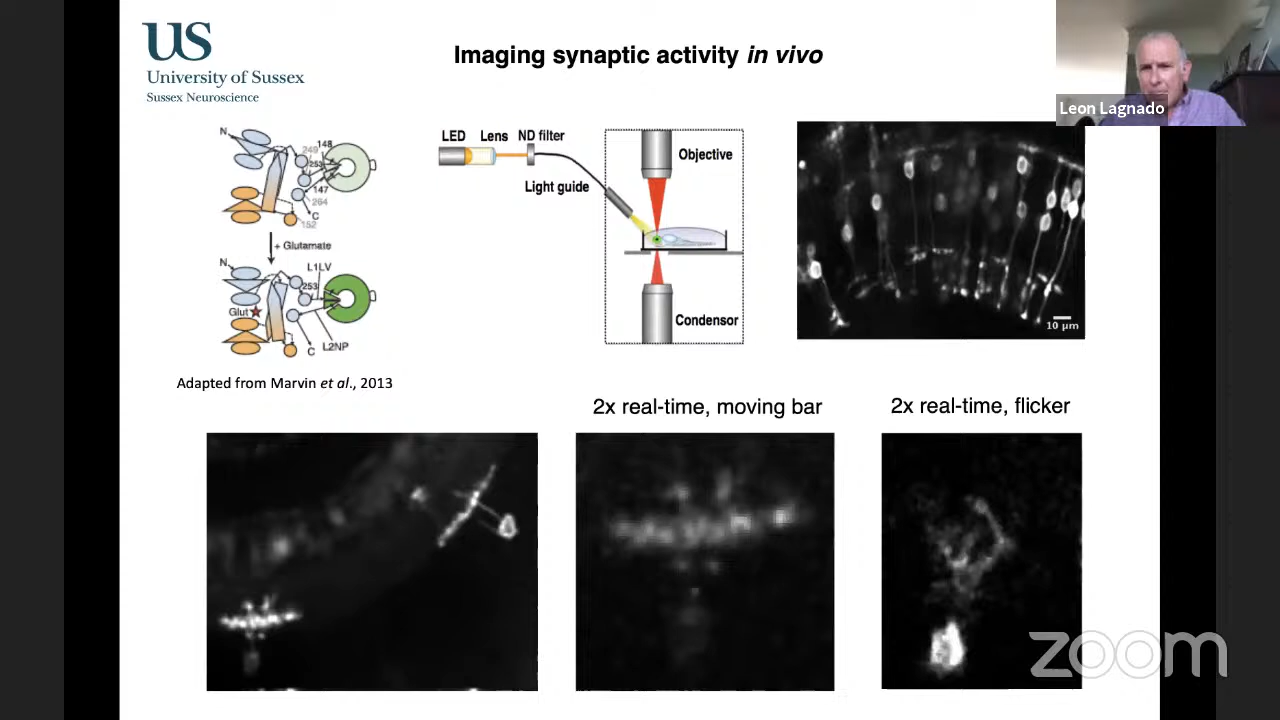 US
University of Sussex
Sussex Neuroscience
Imaging synaptic activity in vivo
Leon Lagnado
N
249
148
253
147
264
C
152
+ Glutamate
N
L1LV
253
Glut
C
L2NP
Adapted from Marvin et al., 2013
LED Lens ND filter
Light guide
Objective
Condensor
10 µm
2x real-time, moving bar
2x real-time, flicker
zoom